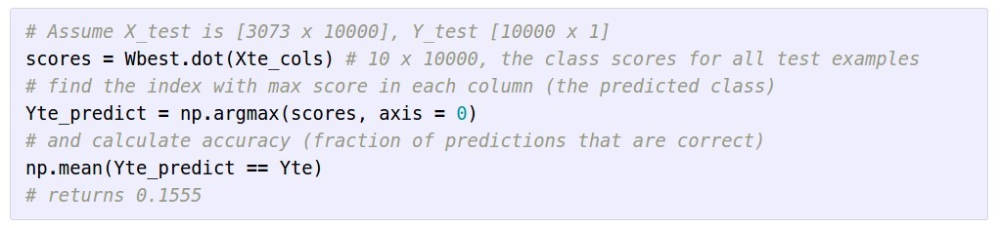 # Assume X_test is [3073 x 10000], Y_test [10000 x 1]
scores = Wbest.dot(Xte_cols) # 10 x 10000, the class scores for all test examples
# find the index with max score in each column (the predicted class)
Yte_predict = np.argmax(scores, axis = 0)
# and calculate accuracy (fraction of predictions that are correct)
np.mean(Yte_predict == Yte)
# returns 0.1555